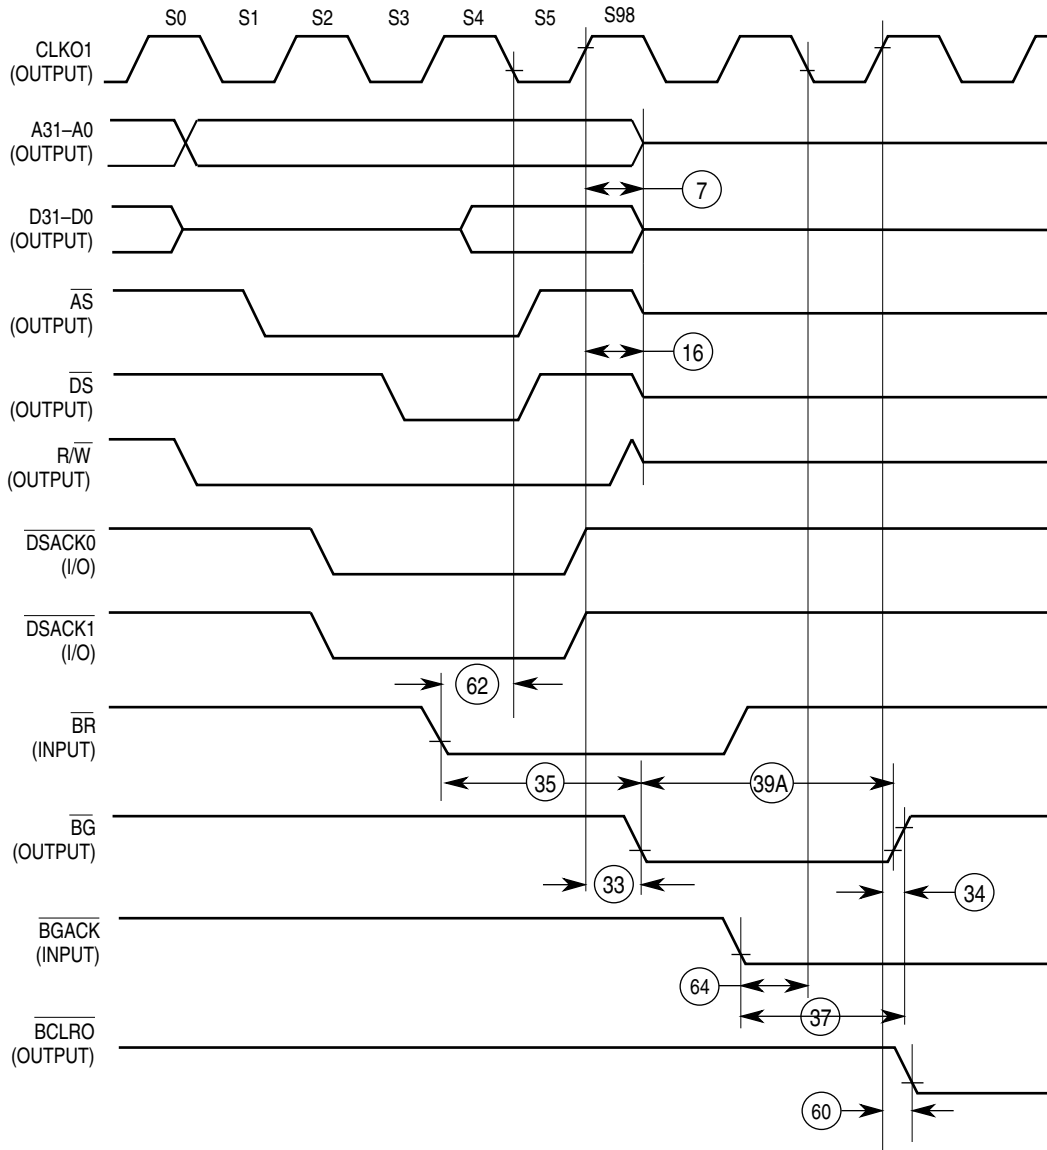 S0 S1 S2 S3 S4 S5 S98
CLKO1
(OUTPUT)
A31–A0
(OUTPUT)
7
D31–D0
(OUTPUT)
AS
(OUTPUT)
16
DS
(OUTPUT)
R/W
(OUTPUT)
DSACK0
(I/O)
DSACK1
(I/O)
62
BR
(INPUT)
35 39A
BG
(OUTPUT)
33 34
BGACK
(INPUT)
64
37
BCLRO
(OUTPUT)
60